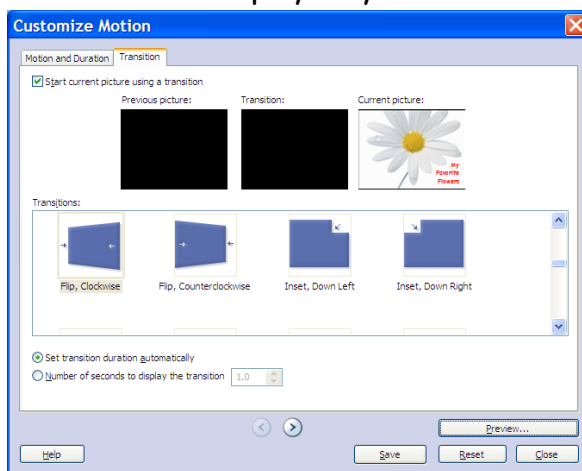 Customize Motion
Motion and Duration Transition
Start current picture using a transition
Previous picture: Transition: Current picture:
My
Favorite
Flowers
Transitions:
Flip, Clockwise Flip, Counterclockwise Inset, Down Left Inset, Down Right
Set transition duration automatically
Number of seconds to display the transition 1.0
Preview...
Help Save Reset Close